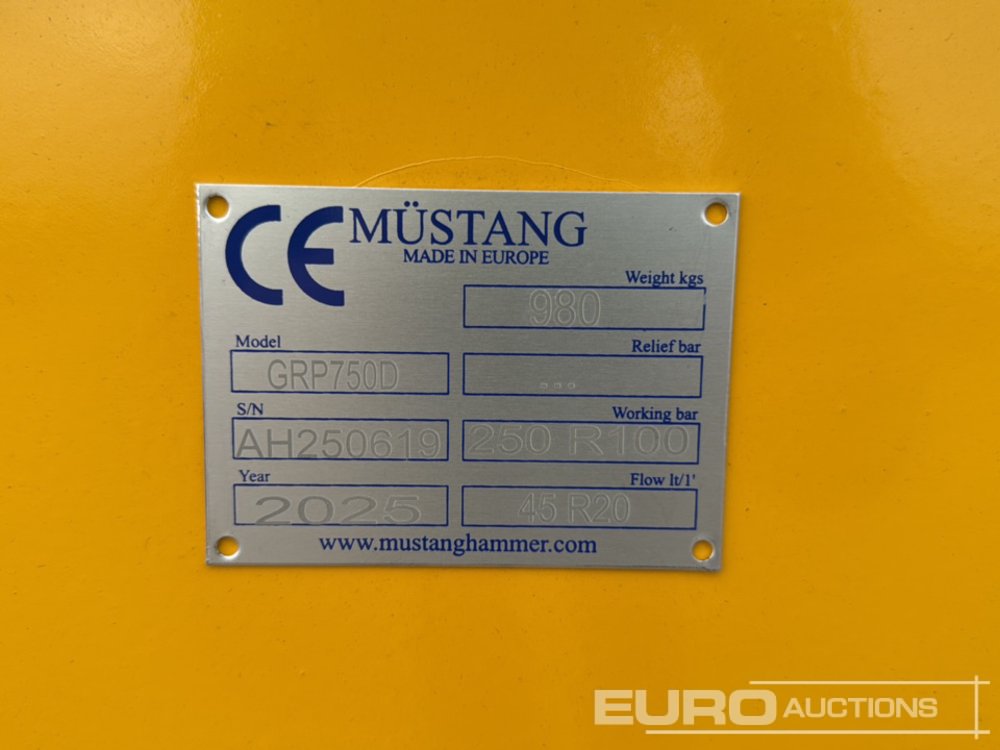 CE MÜSTANG
MADE IN EUROPE
Weight kgs
980
Model
GRP750D
Relief bar
...
S/N
AH250619
Working bar
250 R100
Year
2025
Flow lt/1'
45 R20
www.mustanghammer.com
EURO AUCTIONS